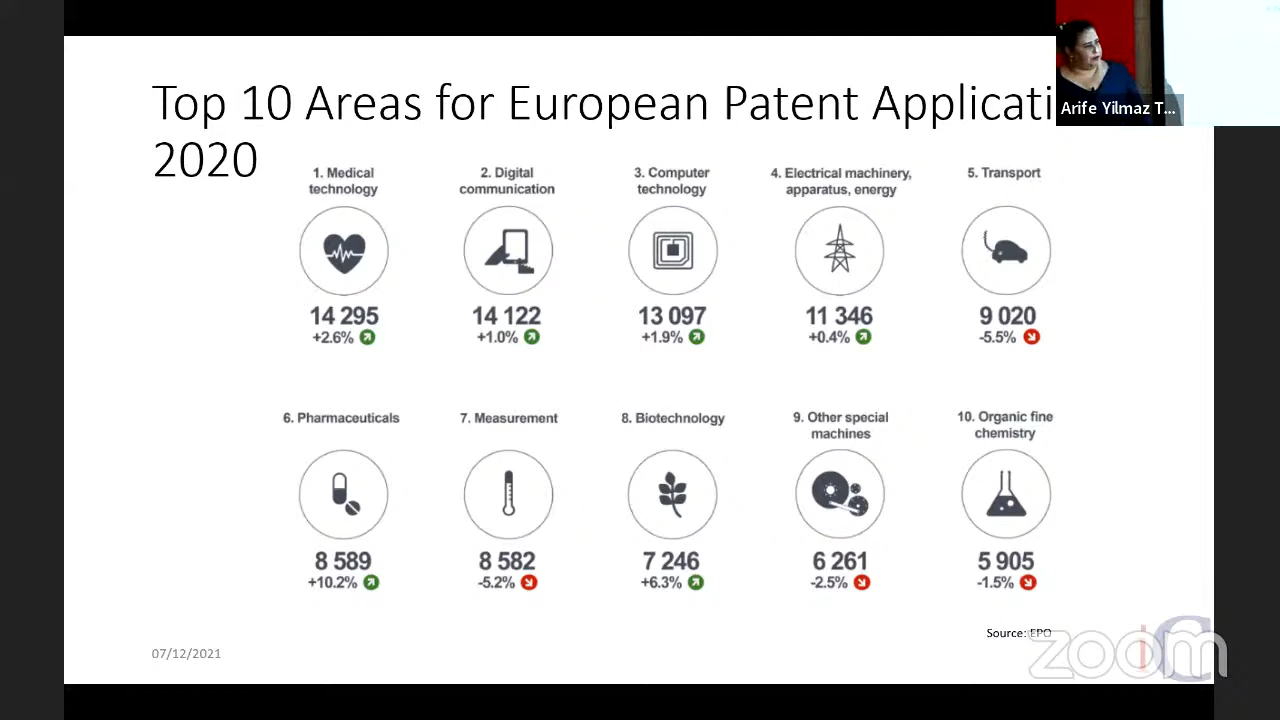 Top 10 Areas for European Patent Applicati
2020
Arife Yilmaz T...
1. Medical
technology
14 295
+2.6%
2. Digital
communication
14 122
+1.0%
3. Computer
technology
13 097
+1.9%
4. Electrical machinery,
apparatus, energy
11 346
+0.4%
5. Transport
9 020
-5.5%
6. Pharmaceuticals
8 589
+10.2%
7. Measurement
8 582
-5.2%
8. Biotechnology
7 246
+6.3%
9. Other special
machines
6 261
-2.5%
10. Organic fine
chemistry
5 905
-1.5%
Source: EPO
07/12/2021
zoom